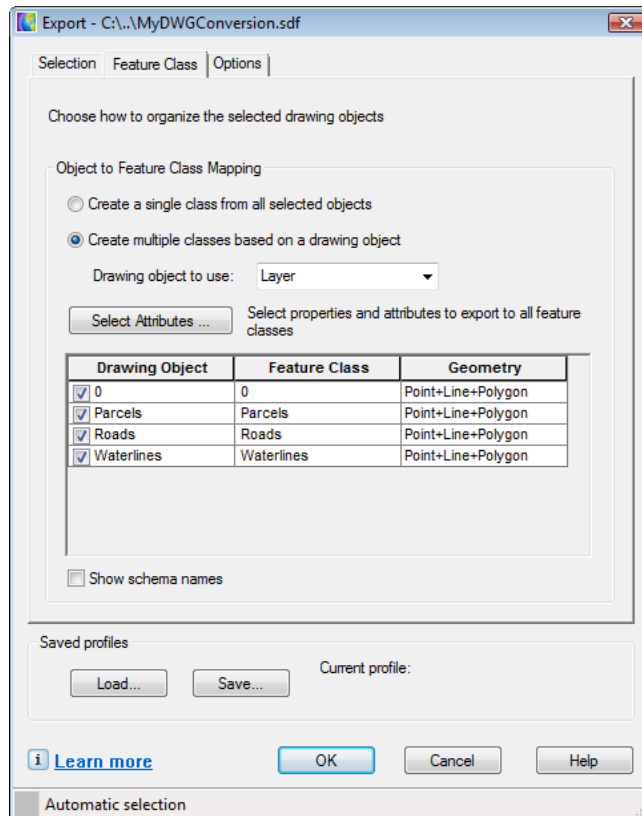 Export - C:\..\MyDWGConversion.sdf
Selection Feature Class Options
Choose how to organize the selected drawing objects
Object to Feature Class Mapping
Create a single class from all selected objects
Create multiple classes based on a drawing object
Drawing object to use: Layer
Select Attributes ... Select properties and attributes to export to all feature
classes
Drawing Object Feature Class Geometry
0 0 Point+Line+Polygon
Parcels Parcels Point+Line+Polygon
Roads Roads Point+Line+Polygon
Waterlines Waterlines Point+Line+Polygon
Show schema names
Saved profiles
Load... Save... Current profile:
Learn more OK Cancel Help
Automatic selection